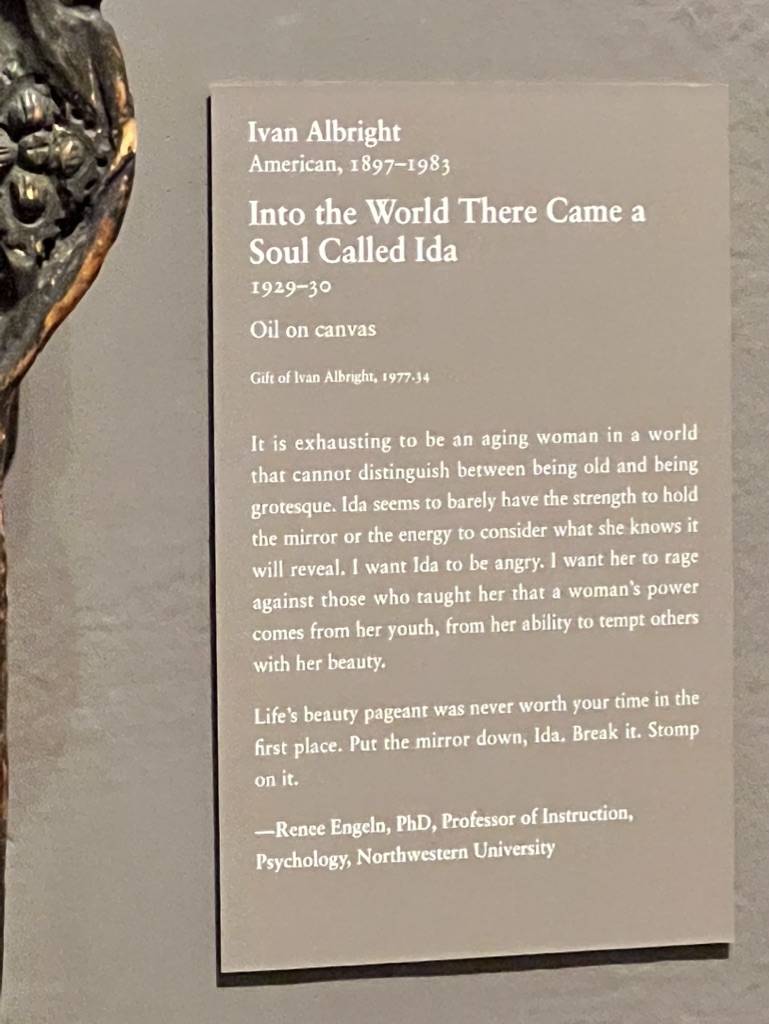 Ivan Albright
American, 1897–1983
Into the World There Came a
Soul Called Ida
1929–30
Oil on canvas
Gift of Ivan Albright, 1977.34
It is exhausting to be an aging woman in a world
that cannot distinguish between being old and being
grotesque. Ida seems to barely have the strength to hold
the mirror or the energy to consider what she knows it
will reveal. I want Ida to be angry. I want her to rage
against those who taught her that a woman's power
comes from her youth, from her ability to tempt others
with her beauty.
Life's beauty pageant was never worth your time in the
first place. Put the mirror down, Ida. Break it. Stomp
on it.
—Renee Engeln, PhD, Professor of Instruction,
Psychology, Northwestern University